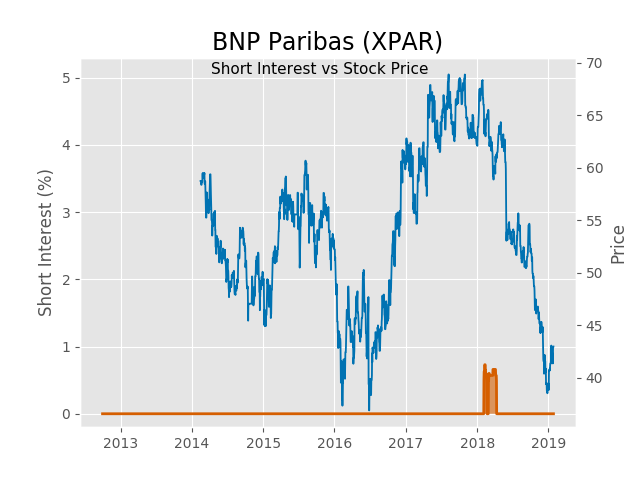 BNP Paribas (XPAR)
Short Interest vs Stock Price
Short Interest (%)
5
4
3
2
1
0
70
65
60
55
50
45
40
Price
2013 2014 2015 2016 2017 2018 2019